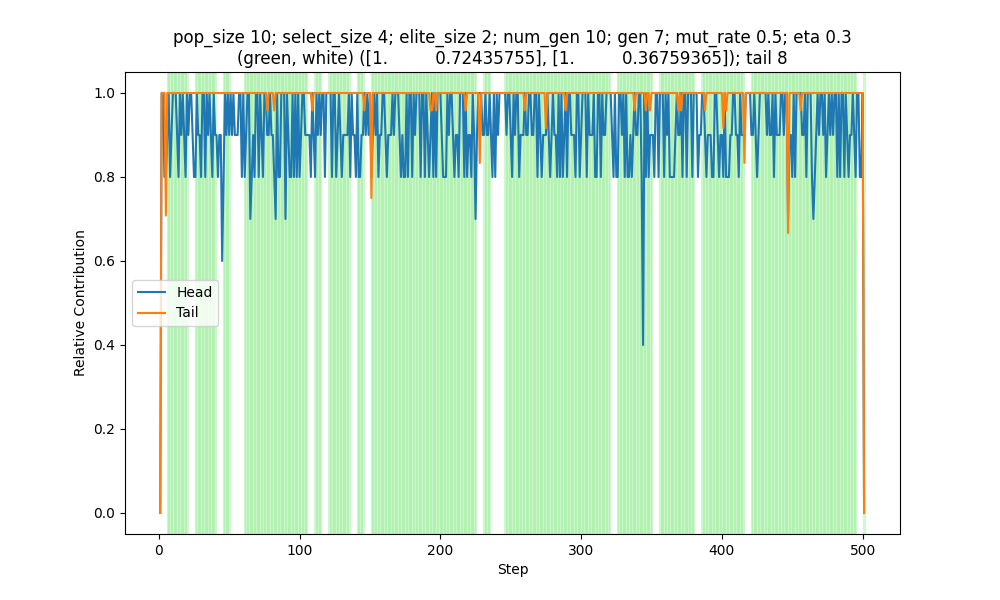 pop_size 10; select_size 4; elite_size 2; num_gen 10; gen 7; mut_rate 0.5; eta 0.3
(green, white) ([1.          0.72435755], [1.          0.36759365]); tail 8
1.0
0.8
0.6
0.4
0.2
0.0
Relative Contribution
Head
Tail
0 100 200 300 400 500
Step